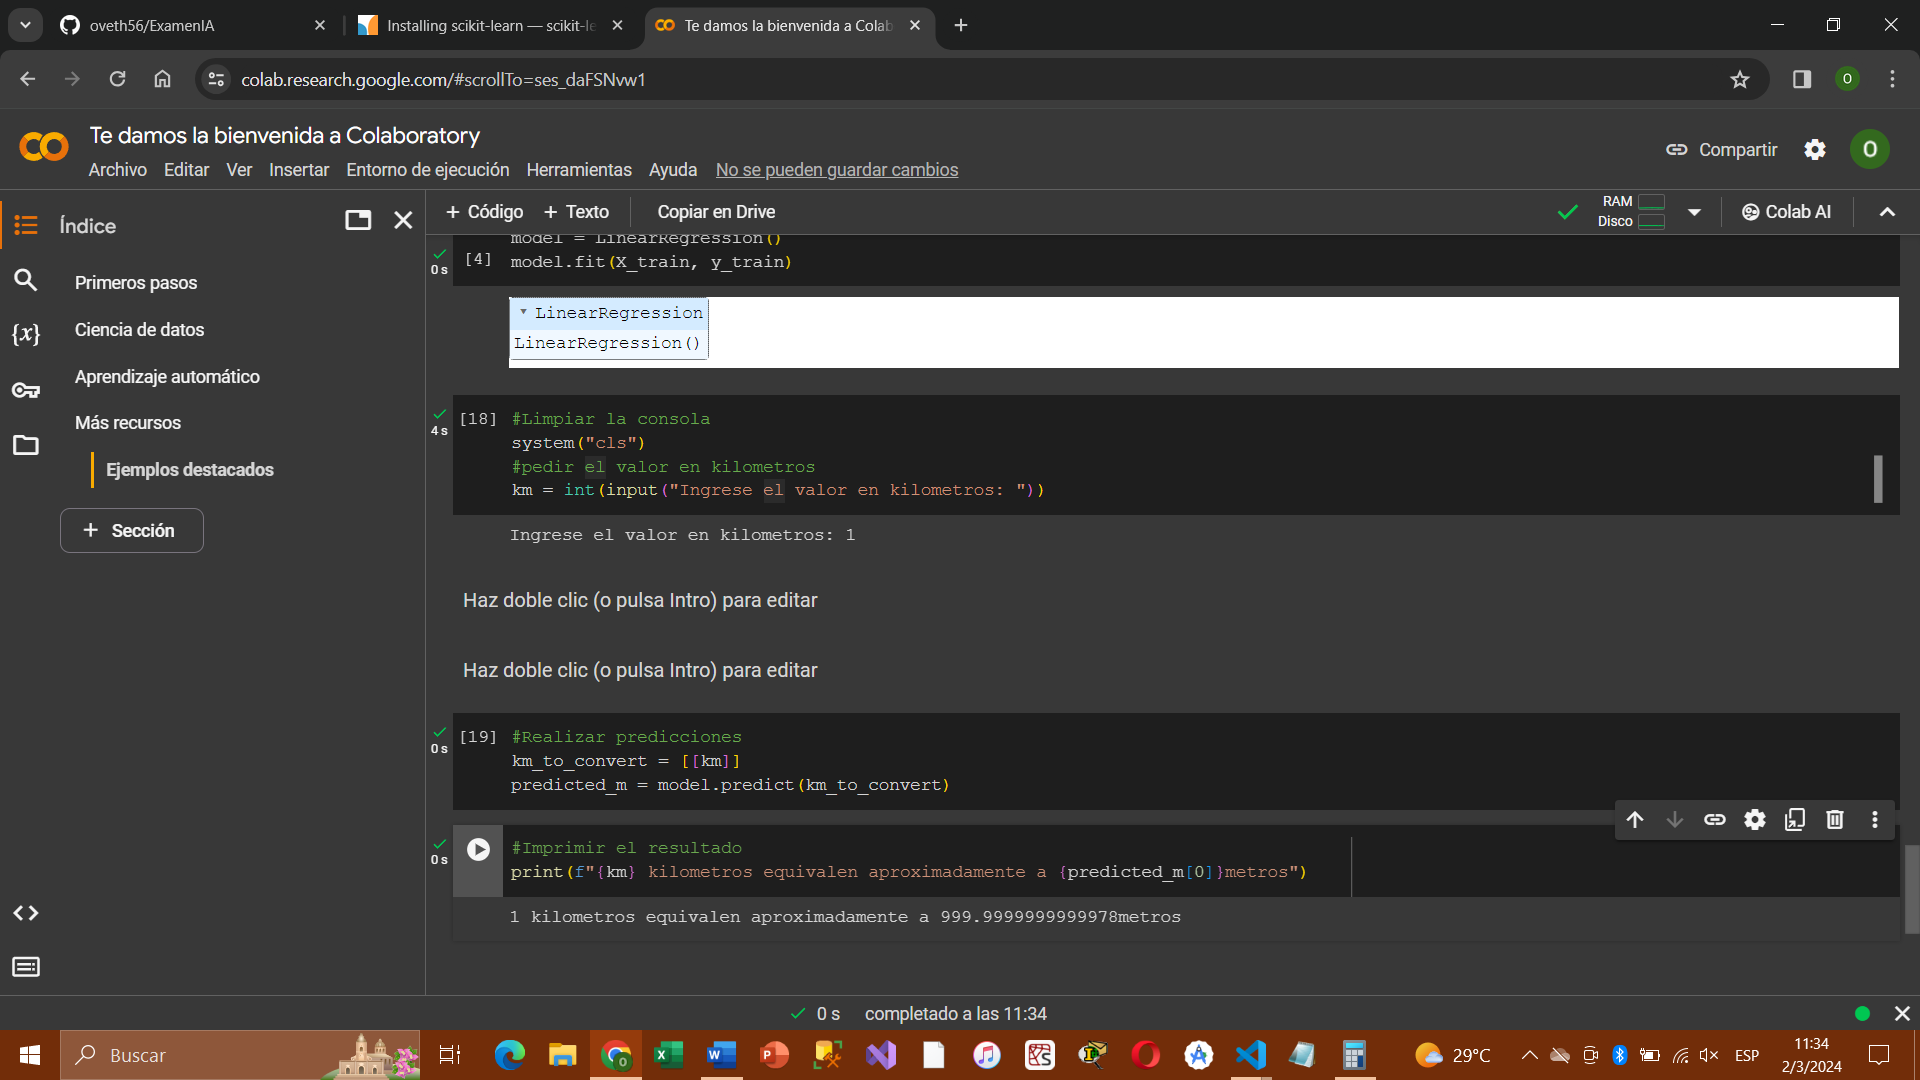 oveth56/ExamenIA
Installing scikit-learn — scikit-le
Te damos la bienvenida a Colab
colab.research.google.com/#scrollTo=ses_daFSNvw1
O
Te damos la bienvenida a Colaboratory
Archivo Editar Ver Insertar Entorno de ejecución Herramientas Ayuda No se pueden guardar cambios
Compartir
O
Índice
+ Código + Texto Copiar en Drive
RAM
Disco
Colab AI
Primeros pasos
Ciencia de datos
Aprendizaje automático
Más recursos
Ejemplos destacados
+ Sección
{x}
model = LinearRegression()
0 s
[4] model.fit(X_train, y_train)
LinearRegression
LinearRegression()
4 s
[18] #Limpiar la consola
system("cls")
#pedir el valor en kilometros
km = int(input("Ingrese el valor en kilometros: "))
Ingrese el valor en kilometros: 1
Haz doble clic (o pulsa Intro) para editar
Haz doble clic (o pulsa Intro) para editar
0 s
[19] #Realizar predicciones
km_to_convert = [[km]]
predicted_m = model.predict(km_to_convert)
0 s
#Imprimir el resultado
print(f"{km} kilometros equivalen aproximadamente a {predicted_m[0]}metros")
1 kilometros equivalen aproximadamente a 999.9999999999978metros
0 s completado a las 11:34
Buscar
29°C
ESP
11:34
2/3/2024